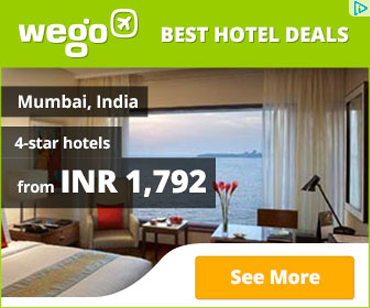 wego
BEST HOTEL DEALS
Mumbai, India
4-star hotels
from INR 1,792
See More